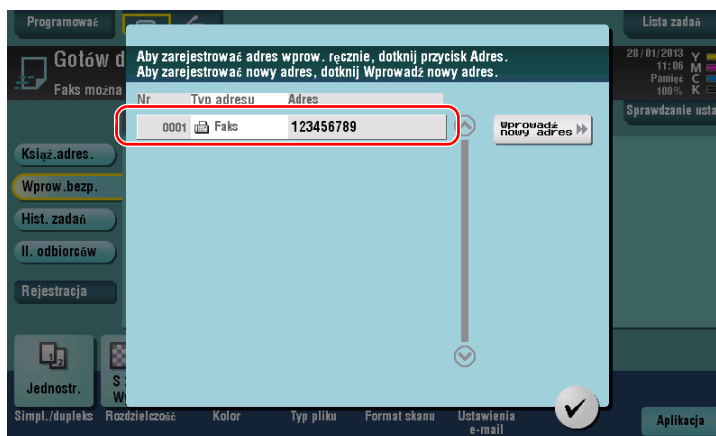 Programować
Lista zadań
Gotów d
Faks można
Aby zarejestrować adres wprow. ręcznie, dotknij przycisk Adres.
Aby zarejestrować nowy adres, dotknij Wprowadź nowy adres.
28/01/2013
11:06
Pamięć
100%
Y
M
C
K
Sprawdzanie usta
Nr Typ adresu Adres
0001 Faks 123456789
Wprowadź
nowy adres
Książ.adres.
Wprow.bezp.
Hist. zadań
Il. odbiorców
Rejestracja
Jednostr.
S
W
Simpl./dupleks Rozdzielczość Kolor Typ pliku Format skanu Ustawienia
e-mail
Aplikacja